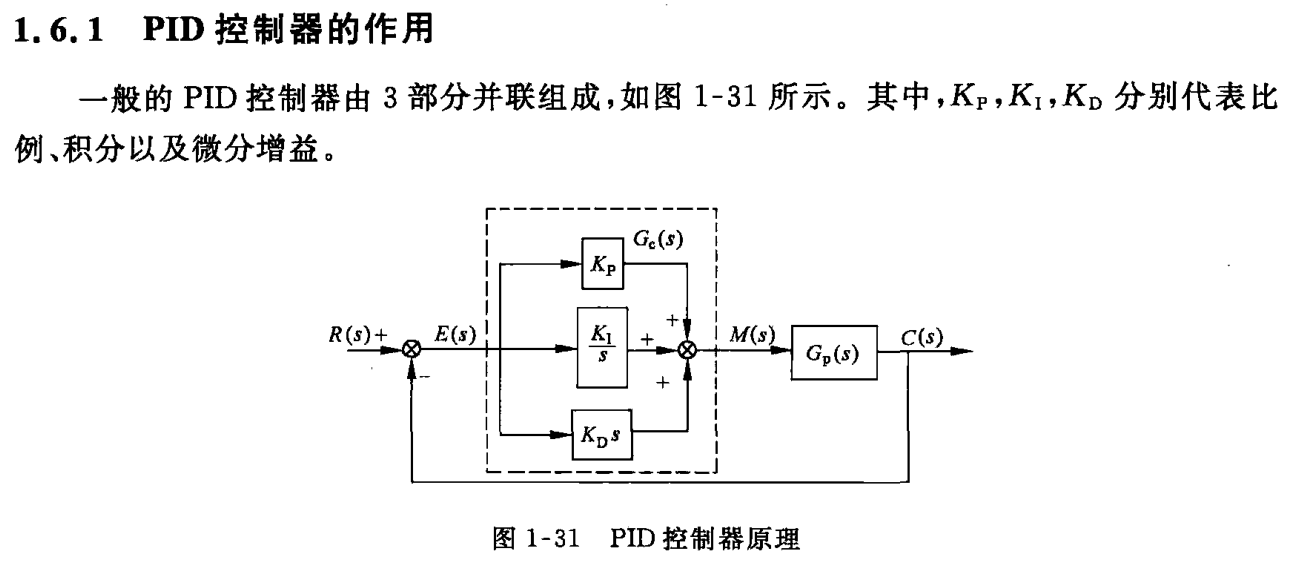 1.6.1 PID 控制器的作用
一般的 PID 控制器由 3 部分并联组成,如图 1-31 所示。其中,K_P,K_I,K_D 分别代表比
例、积分以及微分增益。
G_c(s)
K_P
R(s)+
E(s)
K_I
s
+
+
M(s)
G_p(s)
C(s)
−
+
K_D s
图 1-31 PID 控制器原理